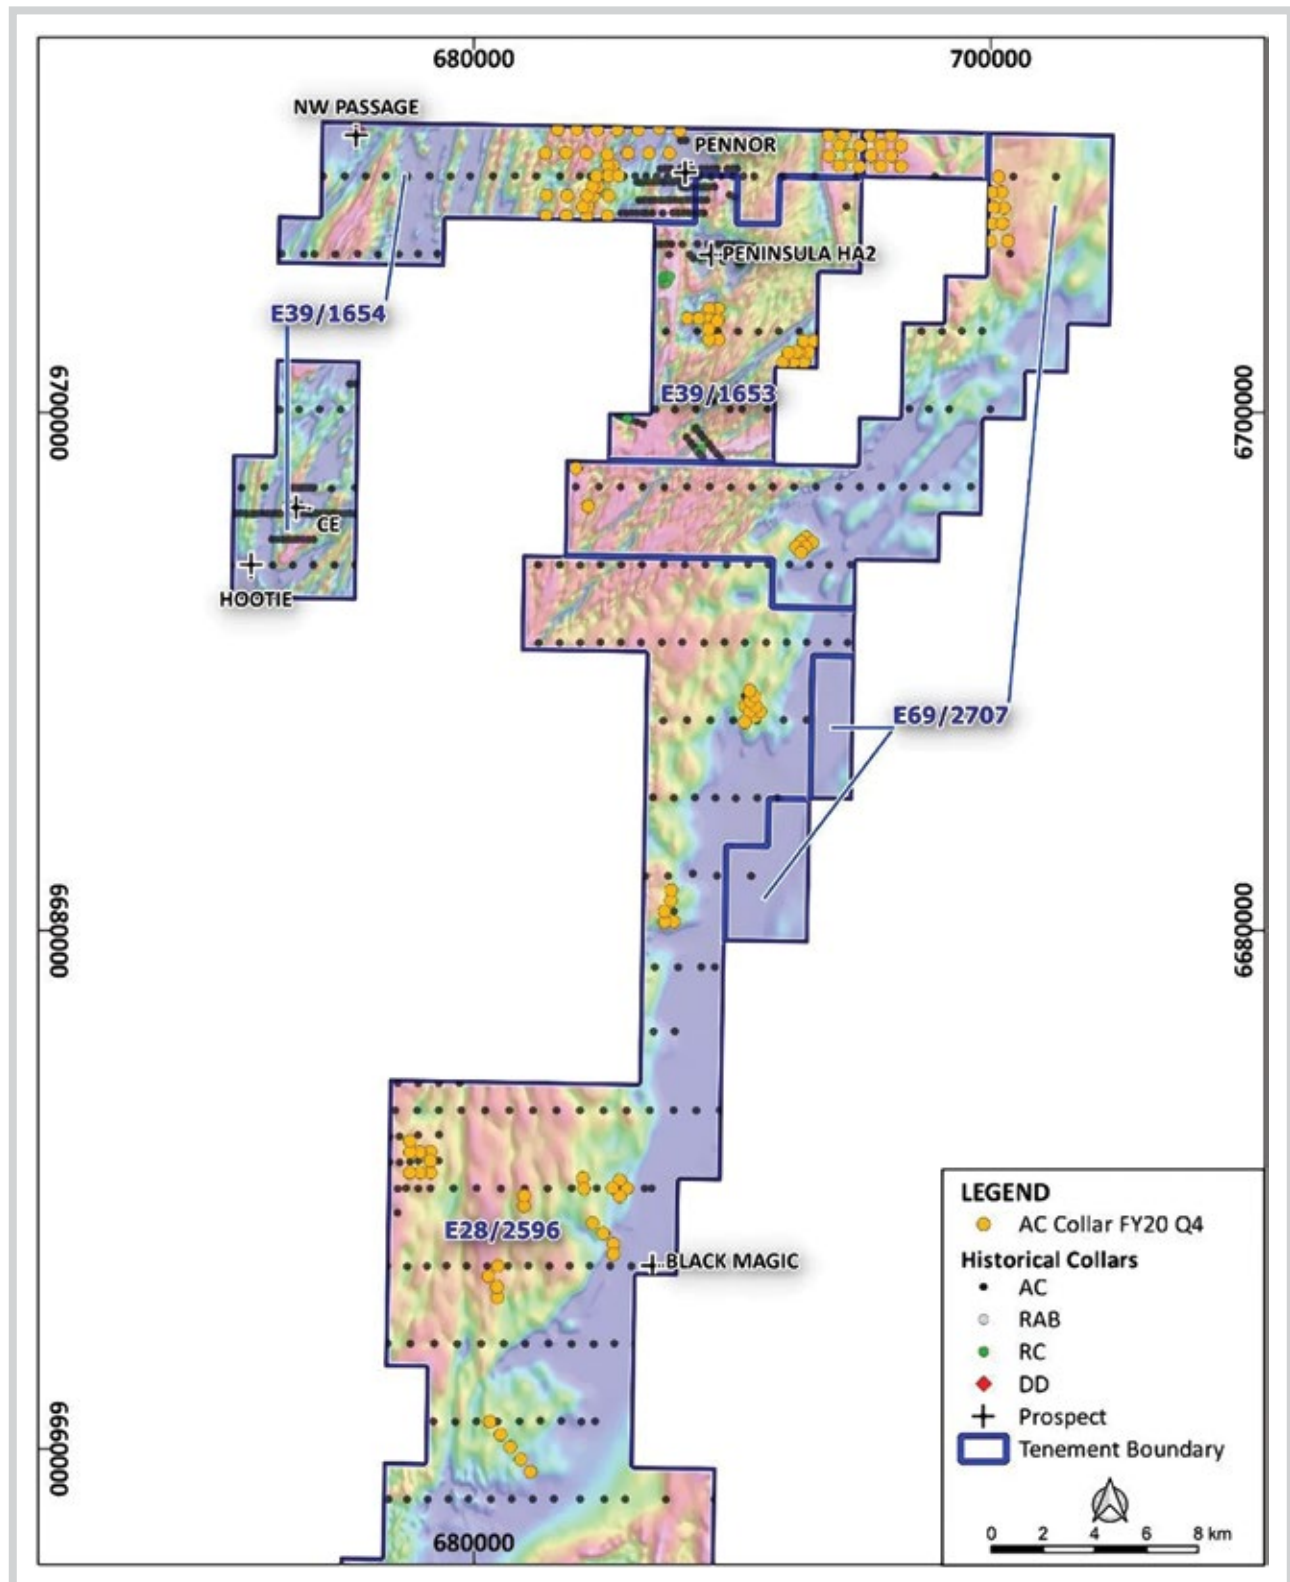 680000
700000
NW PASSAGE
PENNOR
PENINSULA HA2
E39/1654
E39/1653
6700000
6700000
CE
HOOTIE
E69/2707
6680000
6680000
E28/2596
BLACK MAGIC
6660000
680000
LEGEND
AC Collar FY20 Q4
Historical Collars
AC
RAB
RC
DD
Prospect
Tenement Boundary
0 2 4 6 8 km